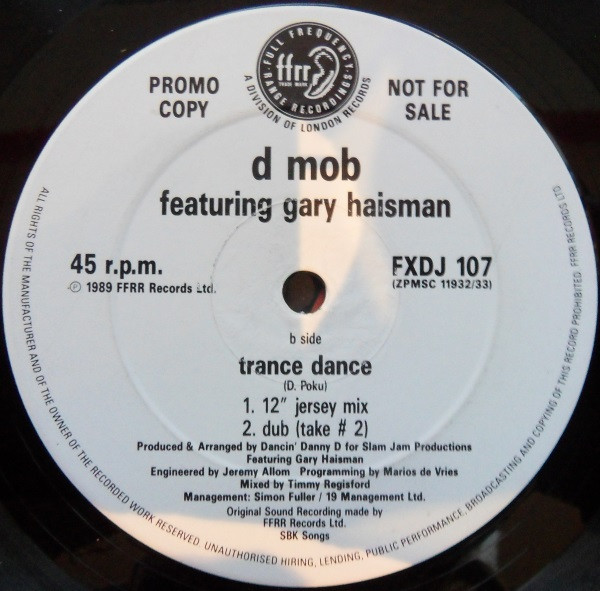 FULL FREQUENCY
ffrr
TRADE MARK
RANGE RECORDINGS
A DIVISION OF LONDON RECORDS
PROMO
COPY
NOT FOR
SALE
d mob
featuring gary haisman
45 r.p.m.
℗ 1989 FFRR Records Ltd.
FXDJ 107
(ZPMSC 11932/33)
b side
trance dance
(D. Poku)
1. 12" jersey mix
2. dub (take # 2)
Produced & Arranged by Dancin' Danny D for Slam Jam Productions
Featuring Gary Haisman
Engineered by Jeremy Allom Programming by Marios de Vries
Mixed by Timmy Regisford
Management: Simon Fuller / 19 Management Ltd.
Original Sound Recording made by
FFRR Records Ltd.
SBK Songs
ALL RIGHTS OF THE MANUFACTURER AND OF THE OWNER OF THE RECORDED WORK RESERVED. UNAUTHORISED HIRING, LENDING, PUBLIC PERFORMANCE, BROADCASTING AND COPYING OF THIS RECORD PROHIBITED. FFRR RECORDS LTD